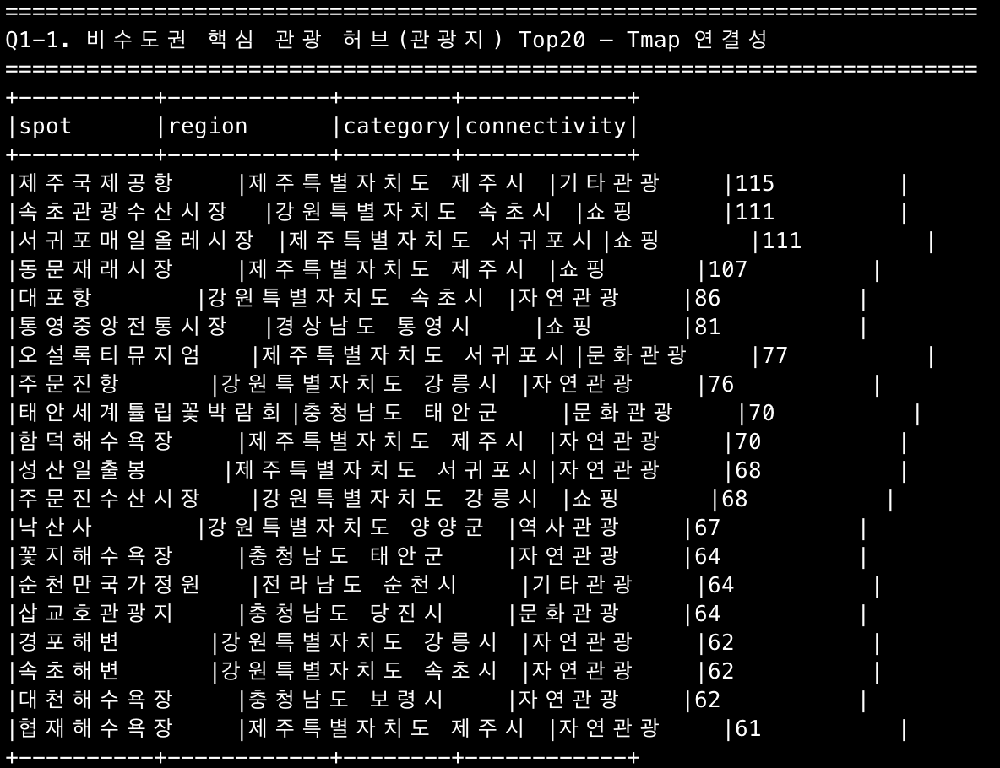 ========================================================================
Q1-1. 비수도권 핵심 관광 허브(관광지) Top20 — Tmap 연결성
========================================================================
+----------+------------+--------+------------+
|spot      |region      |category|connectivity|
+----------+------------+--------+------------+
|제주국제공항     |제주특별자치도 제주시 |기타관광     |115         |
|속초관광수산시장  |강원특별자치도 속초시 |쇼핑       |111         |
|서귀포매일올레시장 |제주특별자치도 서귀포시|쇼핑       |111         |
|동문재래시장     |제주특별자치도 제주시 |쇼핑       |107         |
|대포항        |강원특별자치도 속초시 |자연관광     |86          |
|통영중앙전통시장  |경상남도 통영시     |쇼핑       |81          |
|오설록티뮤지엄    |제주특별자치도 서귀포시|문화관광     |77          |
|주문진항       |강원특별자치도 강릉시 |자연관광     |76          |
|태안세계튤립꽃박람회|충청남도 태안군     |문화관광     |70          |
|함덕해수욕장     |제주특별자치도 제주시 |자연관광     |70          |
|성산일출봉      |제주특별자치도 서귀포시|자연관광     |68          |
|주문진수산시장    |강원특별자치도 강릉시 |쇼핑       |68          |
|낙산사        |강원특별자치도 양양군 |역사관광     |67          |
|꽃지해수욕장     |충청남도 태안군     |자연관광     |64          |
|순천만국가정원    |전라남도 순천시     |기타관광     |64          |
|삽교호관광지     |충청남도 당진시     |문화관광     |64          |
|경포해변       |강원특별자치도 강릉시 |자연관광     |62          |
|속초해변       |강원특별자치도 속초시 |자연관광     |62          |
|대천해수욕장     |충청남도 보령시     |자연관광     |62          |
|협재해수욕장     |제주특별자치도 제주시 |자연관광     |61          |
+----------+------------+--------+------------+